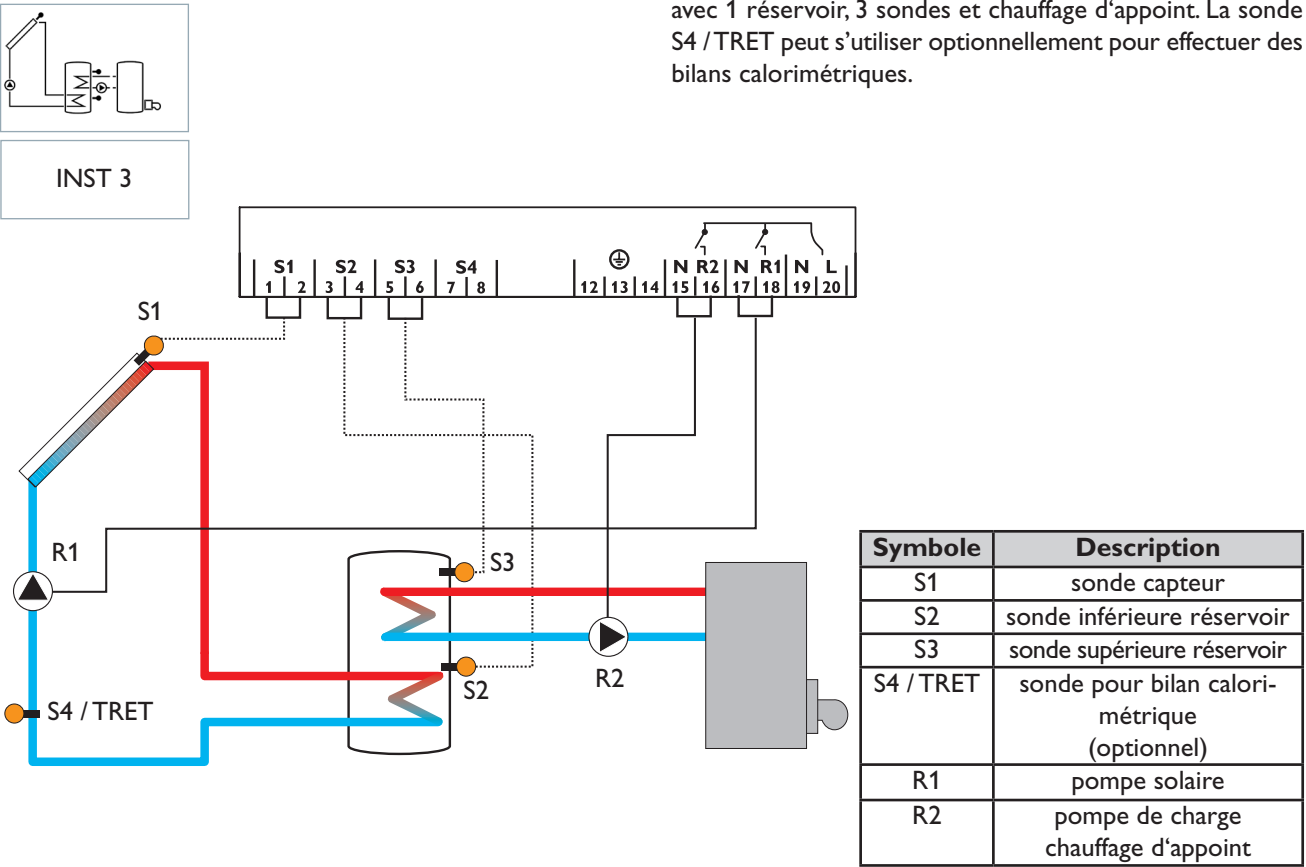 avec 1 réservoir, 3 sondes et chauffage d‘appoint. La sonde
S4 / TRET peut s’utiliser optionnellement pour effectuer des
bilans calorimétriques.
INST 3
S1 S2 S3 S4 N R2 N R1 N L
1 2 3 4 5 6 7 8 12 13 14 15 16 17 18 19 20
S1
R1
S3
S2
R2
S4 / TRET
Symbole Description
S1 sonde capteur
S2 sonde inférieure réservoir
S3 sonde supérieure réservoir
S4 / TRET sonde pour bilan calori-
métrique
(optionnel)
R1 pompe solaire
R2 pompe de charge
chauffage d‘appoint